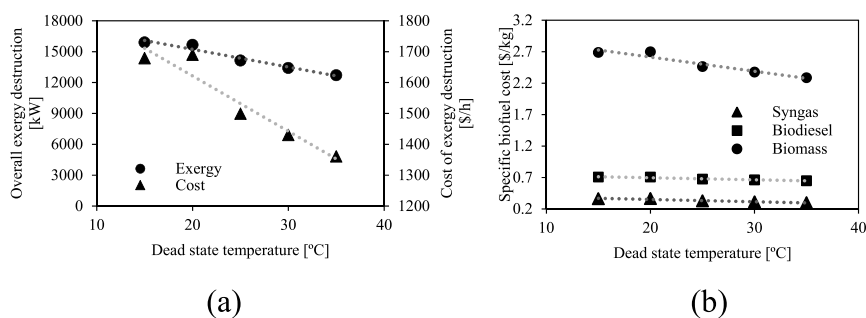 Overall exergy destruction
[kW]
18000
15000
12000
9000
6000
3000
0
Exergy
Cost
1800
1700
1600
1500
1400
1300
1200
Cost of exergy destruction
[$/h]
10
20
30
40
Dead state temperature [ºC]
(a)
Specific biofuel cost [$/kg]
3.2
2.7
2.2
1.7
1.2
0.7
0.2
Syngas
Biodiesel
Biomass
10
20
30
40
Dead state temperature [ºC]
(b)